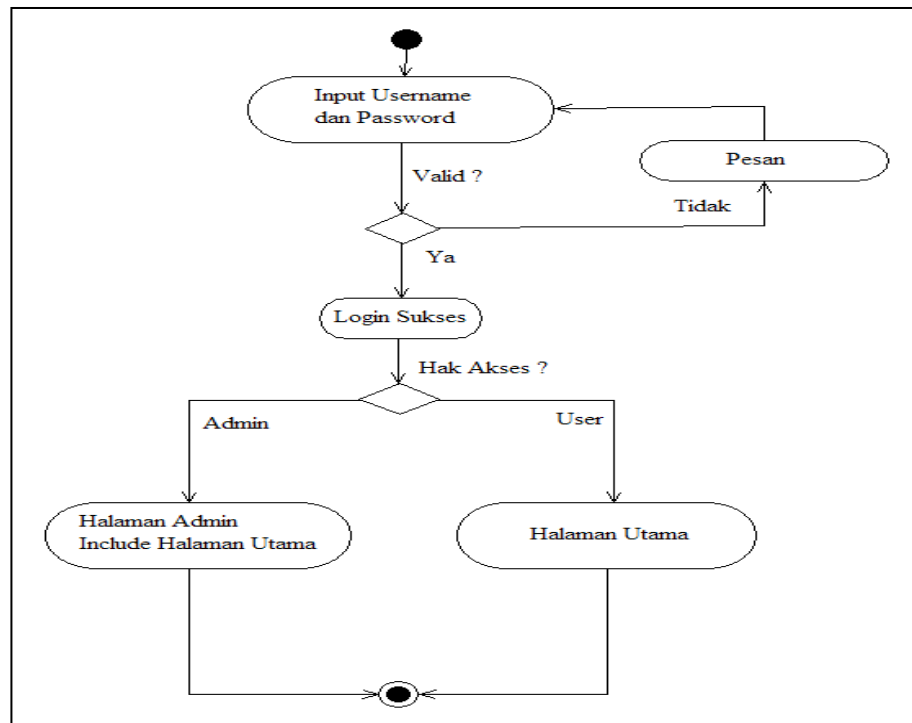 Input Username
dan Password
Pesan
Valid ?
Tidak
Ya
Login Sukses
Hak Akses ?
Admin
User
Halaman Admin
Include Halaman Utama
Halaman Utama